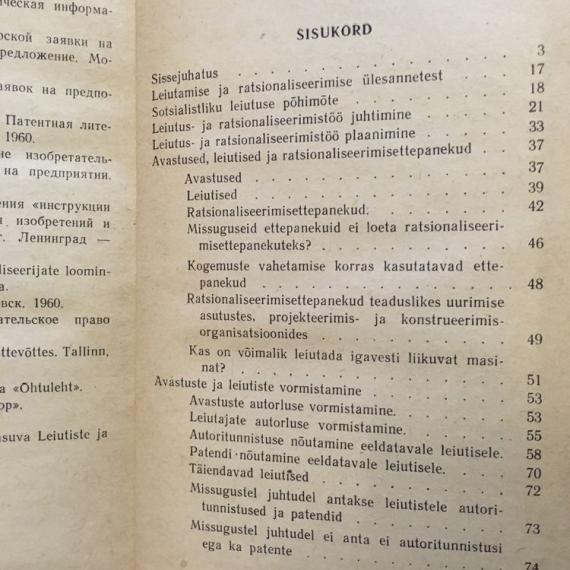 ческая информа-
рской заявки на
редложение. Мо-
аявок на предпо-
Патентная лите-
1960.
ие изобретатель-
на предприятии.
ения «инструкции
изобретений и
Ленинград —
liseerijate loomin-
а.
вск. 1960.
ательское право
ttevõttes. Tallinn,
а «Ohtuleht».
ор».
suva Leiutiste ja
SISUKORD
Sissejuhatus . . . . . . . . . . 3
Leiutamise ja ratsionaliseerimise ülesannetest . . . 17
Sotsialistliku leiutuse põhimõte . . . . . . 18
Leiutus- ja ratsionaliseerimistöö juhtimine . . . . 21
Leiutus- ja ratsionaliseerimistöö plaanimine . . . . 33
Avastused, leiutised ja ratsionaliseerimisettepanekud . . 37
Avastused . . . . . . . . . . 37
Leiutised . . . . . . . . . . 39
Ratsionaliseerimisettepanekud. . . . . . . 42
Missuguseid ettepanekuid ei loeta ratsionaliseeri-
misettepanekuteks? . . . . . . . . 46
Kogemuste vahetamise korras kasutatavad ette-
panekud . . . . . . . . . . 48
Ratsionaliseerimisettepanekud teaduslikes uurimise
asutustes, projekteerimis- ja konstrueerimis-
organisatsioonides . . . . . . . . 49
Kas on võimalik leiutada igavesti liikuvat masi-
nat? . . . . . . . . . . . 51
Avastuste ja leiutiste vormistamine . . . . . 53
Avastuste autorluse vormistamine. . . . . 53
Leiutajate autorluse vormistamine. . . . . 55
Autoritunnistuse nõutamine eeldatavale leiutisele. 58
Patendi nõutamine eeldatavale leiutisele. . . . 70
Täiendavad leiutised . . . . . . . 72
Missugustel juhtudel antakse leiutistele autori-
tunnistused ja patendid . . . . . . . 73
Missugustel juhtudel ei anta ei autoritunnistusi
ega ka patente . . . . . . . . 74